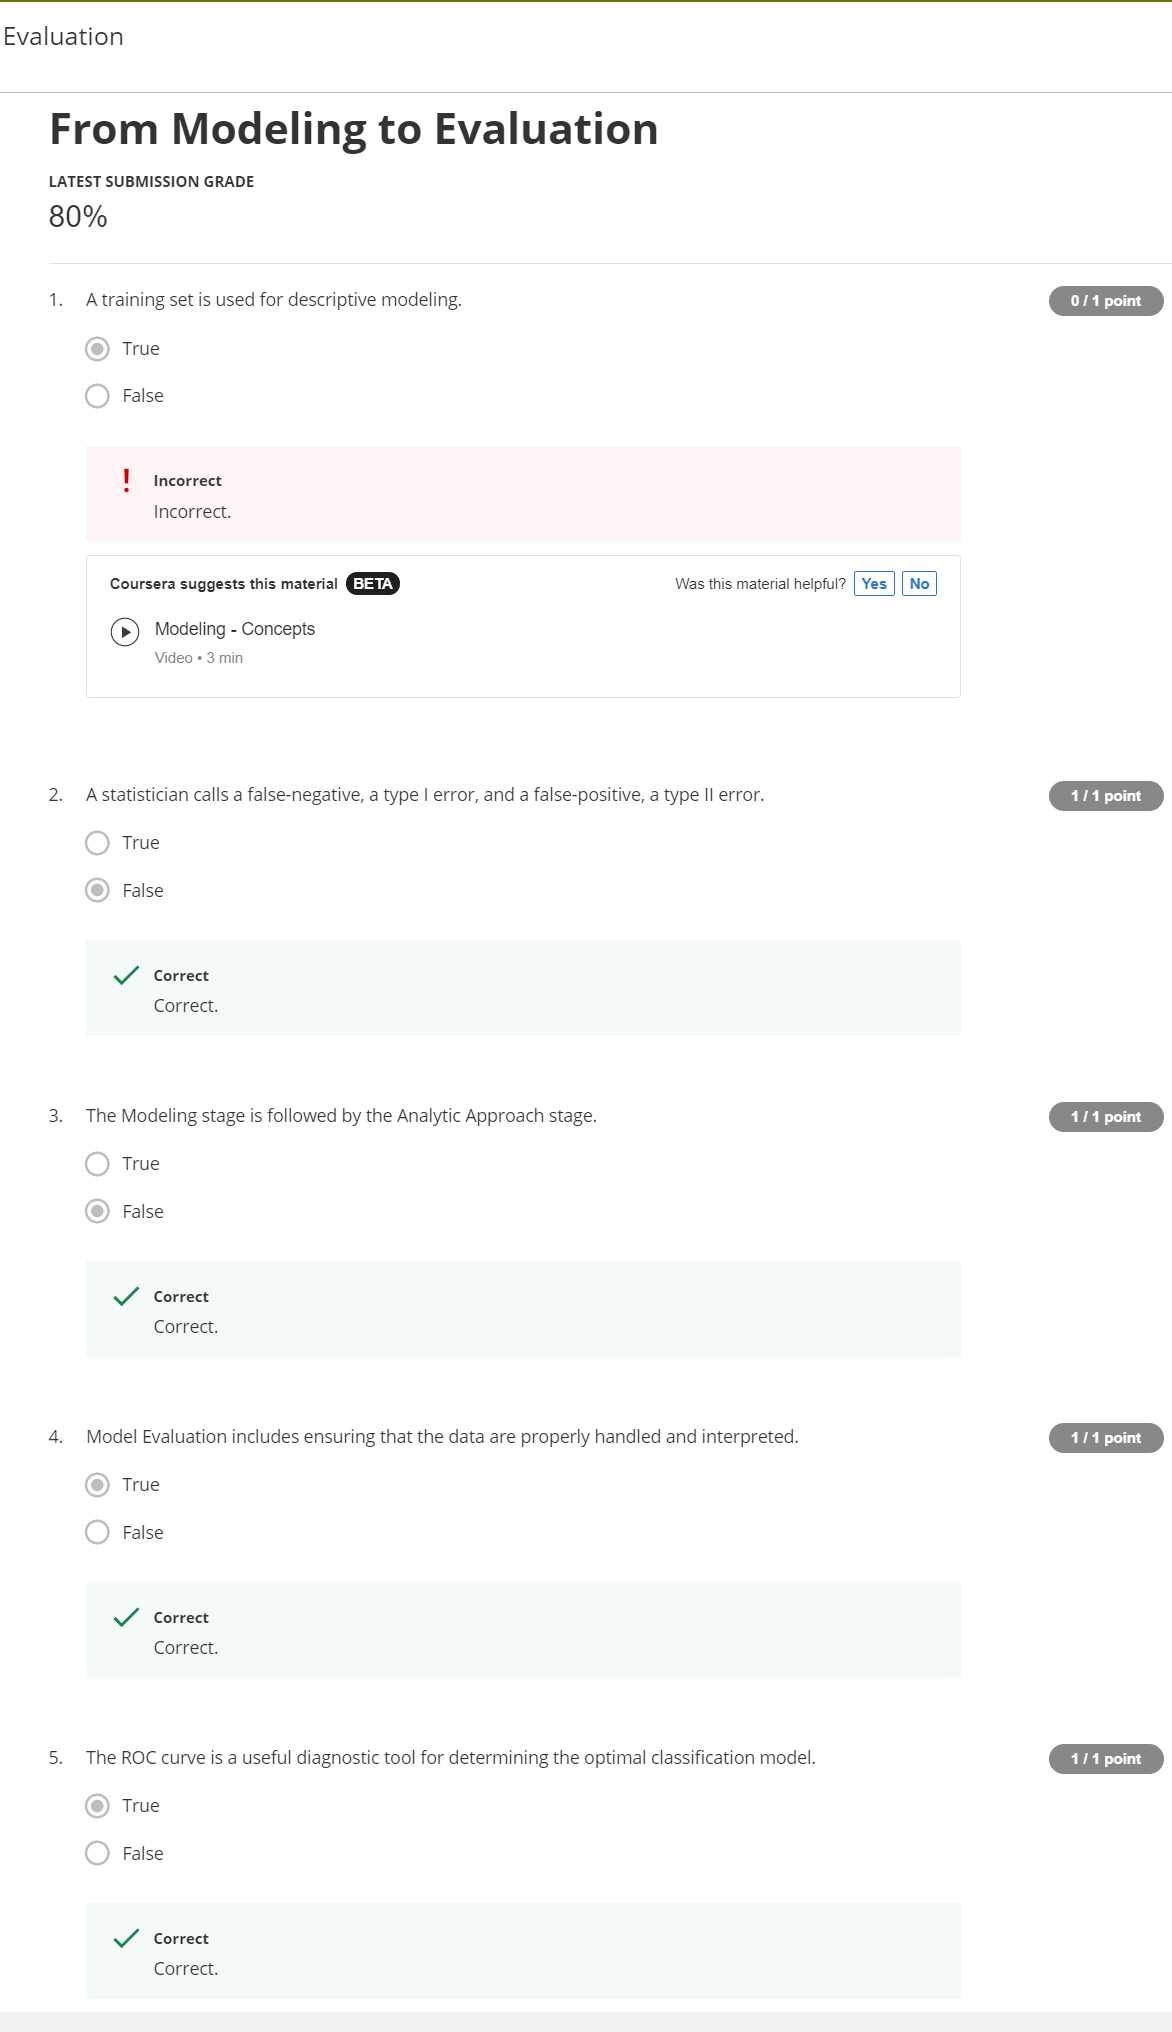 Evaluation
From Modeling to Evaluation
LATEST SUBMISSION GRADE
80%
1. A training set is used for descriptive modeling. 0 / 1 point
True
False
! Incorrect
Incorrect.
Coursera suggests this material BETA Was this material helpful? Yes No
Modeling - Concepts
Video • 3 min
2. A statistician calls a false-negative, a type I error, and a false-positive, a type II error. 1 / 1 point
True
False
Correct
Correct.
3. The Modeling stage is followed by the Analytic Approach stage. 1 / 1 point
True
False
Correct
Correct.
4. Model Evaluation includes ensuring that the data are properly handled and interpreted. 1 / 1 point
True
False
Correct
Correct.
5. The ROC curve is a useful diagnostic tool for determining the optimal classification model. 1 / 1 point
True
False
Correct
Correct.